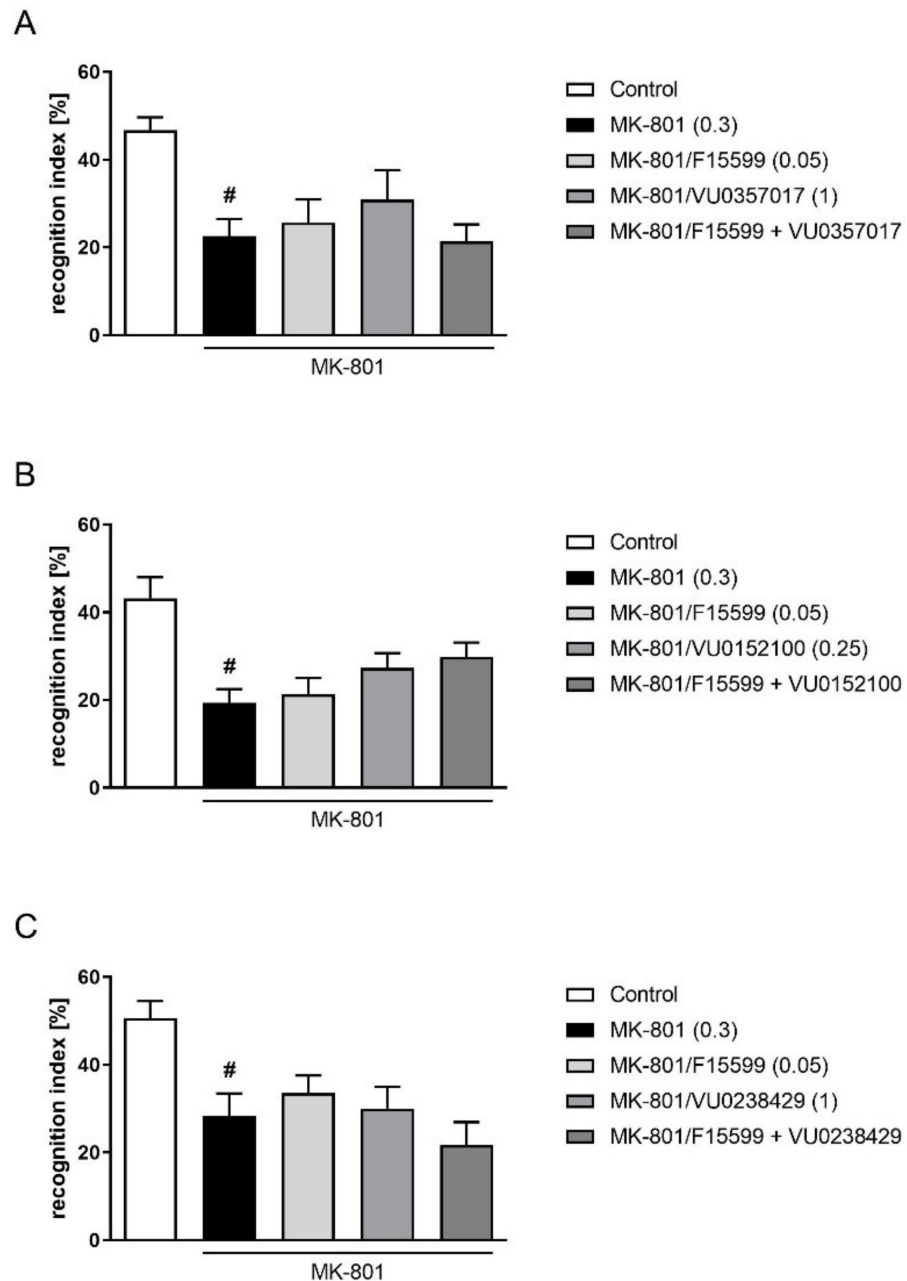 A
recognition index [%]
60
40
20
0
#
MK-801
Control
MK-801 (0.3)
MK-801/F15599 (0.05)
MK-801/VU0357017 (1)
MK-801/F15599 + VU0357017
B
recognition index [%]
60
40
20
0
#
MK-801
Control
MK-801 (0.3)
MK-801/F15599 (0.05)
MK-801/VU0152100 (0.25)
MK-801/F15599 + VU0152100
C
recognition index [%]
60
40
20
0
#
MK-801
Control
MK-801 (0.3)
MK-801/F15599 (0.05)
MK-801/VU0238429 (1)
MK-801/F15599 + VU0238429